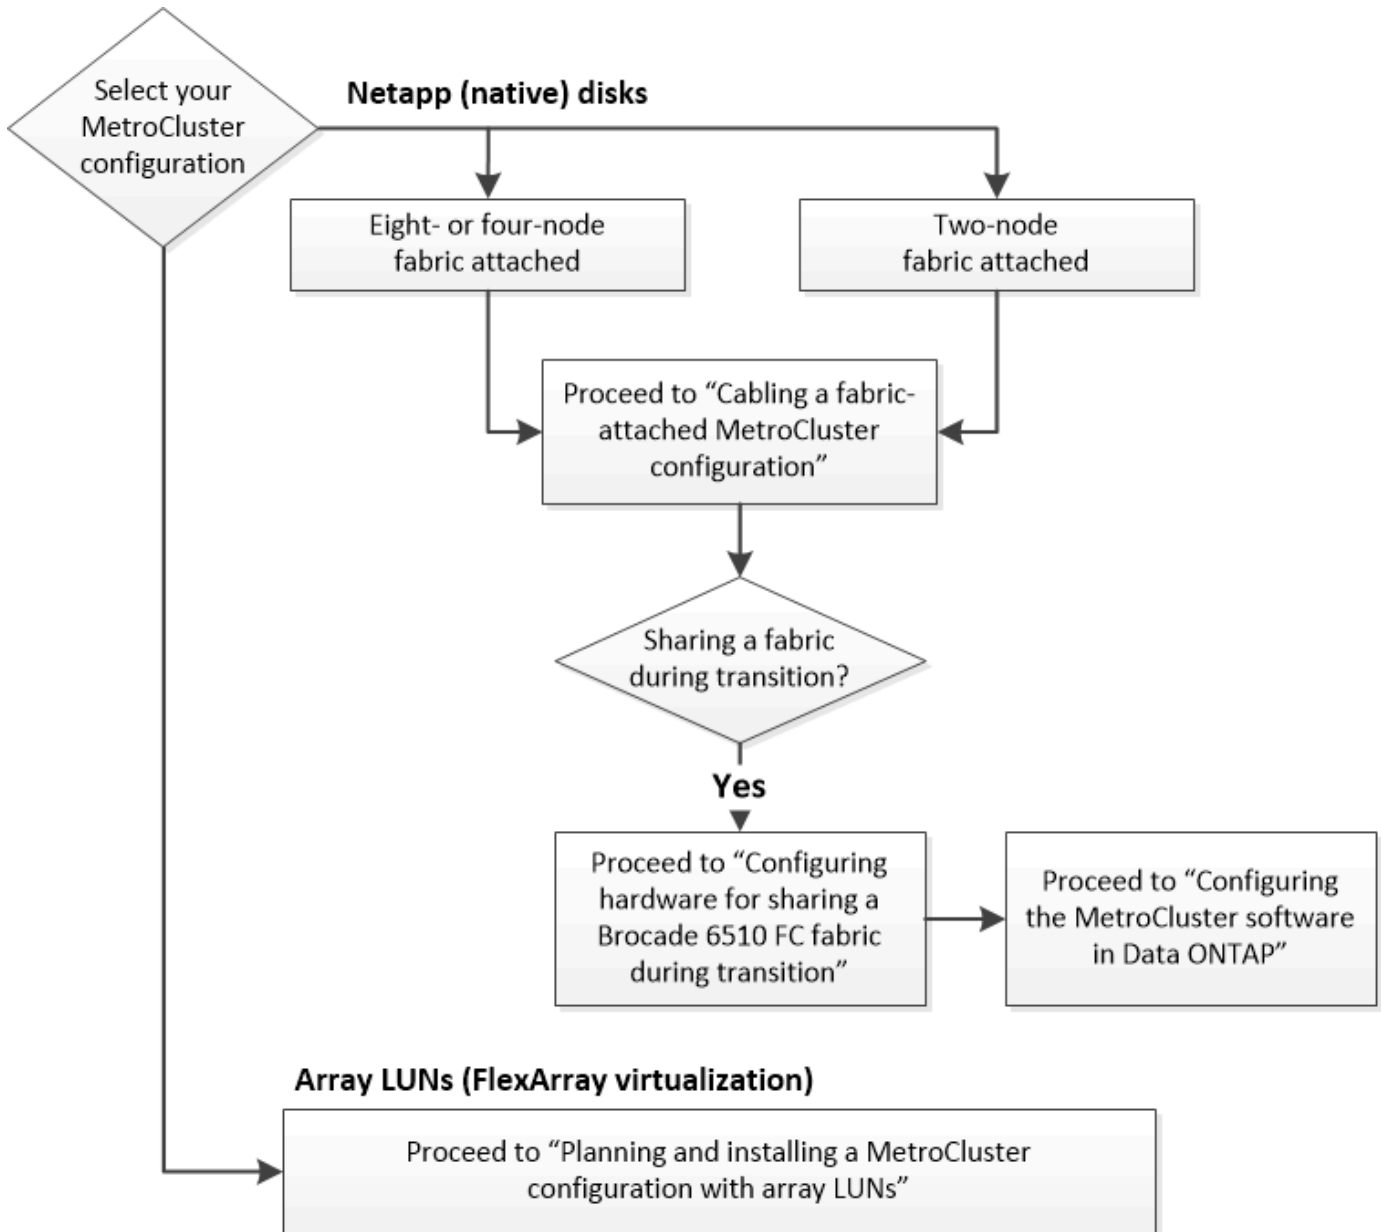 Select your
MetroCluster
configuration
Netapp (native) disks
Eight- or four-node
fabric attached
Two-node
fabric attached
Proceed to “Cabling a fabric-
attached MetroCluster
configuration”
Sharing a fabric
during transition?
Yes
Proceed to “Configuring
hardware for sharing a
Brocade 6510 FC fabric
during transition”
Proceed to “Configuring
the MetroCluster software
in Data ONTAP”
Array LUNs (FlexArray virtualization)
Proceed to “Planning and installing a MetroCluster
configuration with array LUNs”